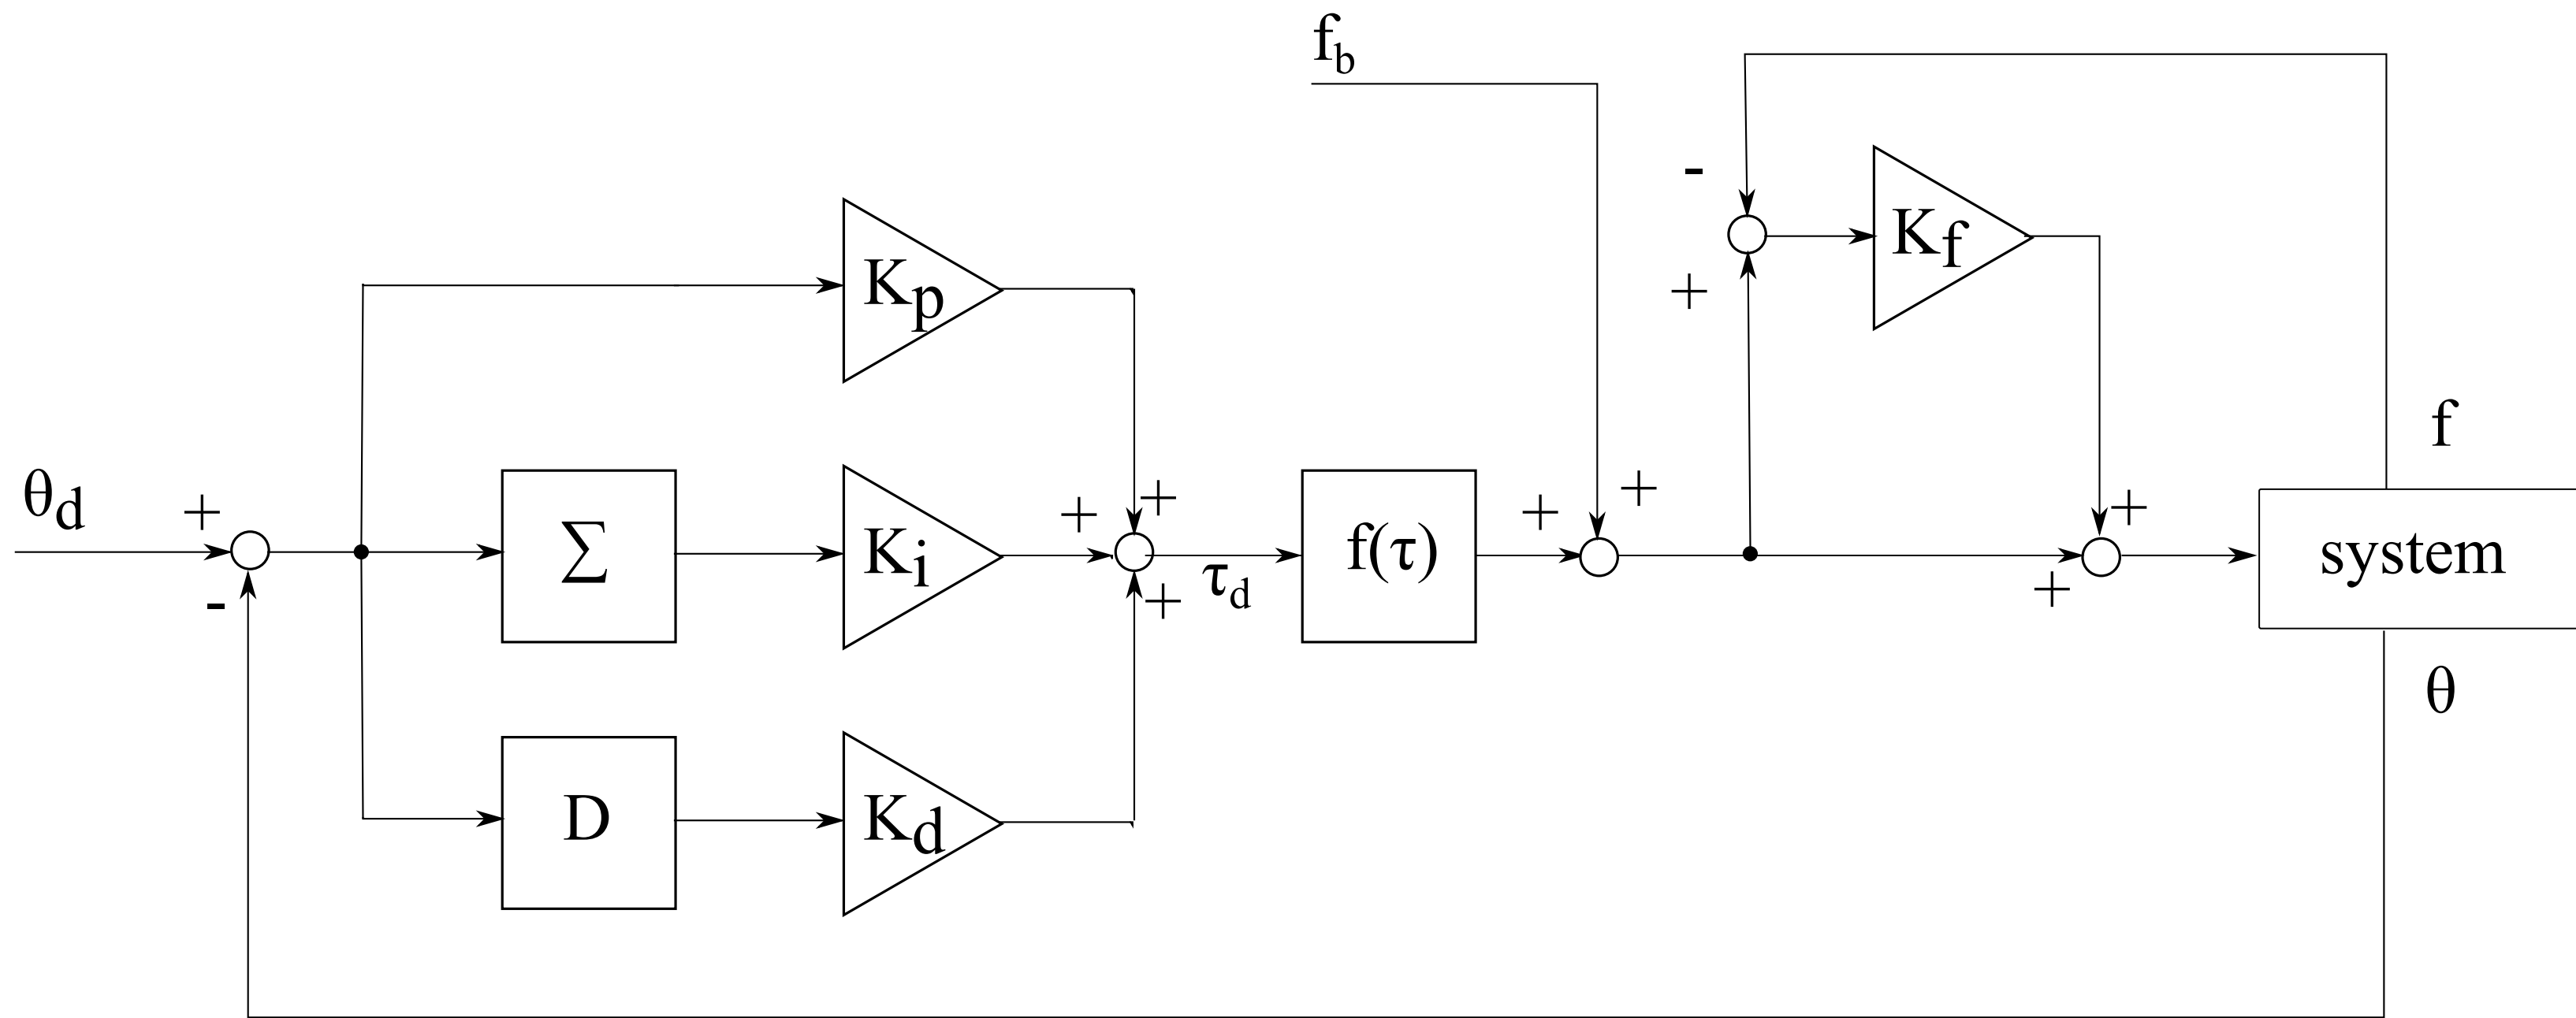 f_b
-
K_f
+
K_p
f
θ_d
+
Σ
K_i
+
+
τ_d
+
f(τ)
+
+
+
+
system
-
θ
D
K_d